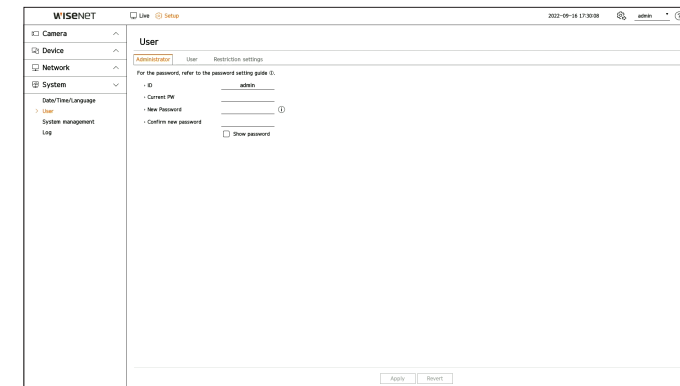 WISENET
Live Setup 2022-09-16 17:30:08 admin
Camera
Device
Network
System
Date/Time/Language
User
System management
Log
User
Administrator User Restriction settings
For the password, refer to the password setting guide ⓘ.
ID admin
Current PW
New Password
Confirm new password
Show password
Apply Revert